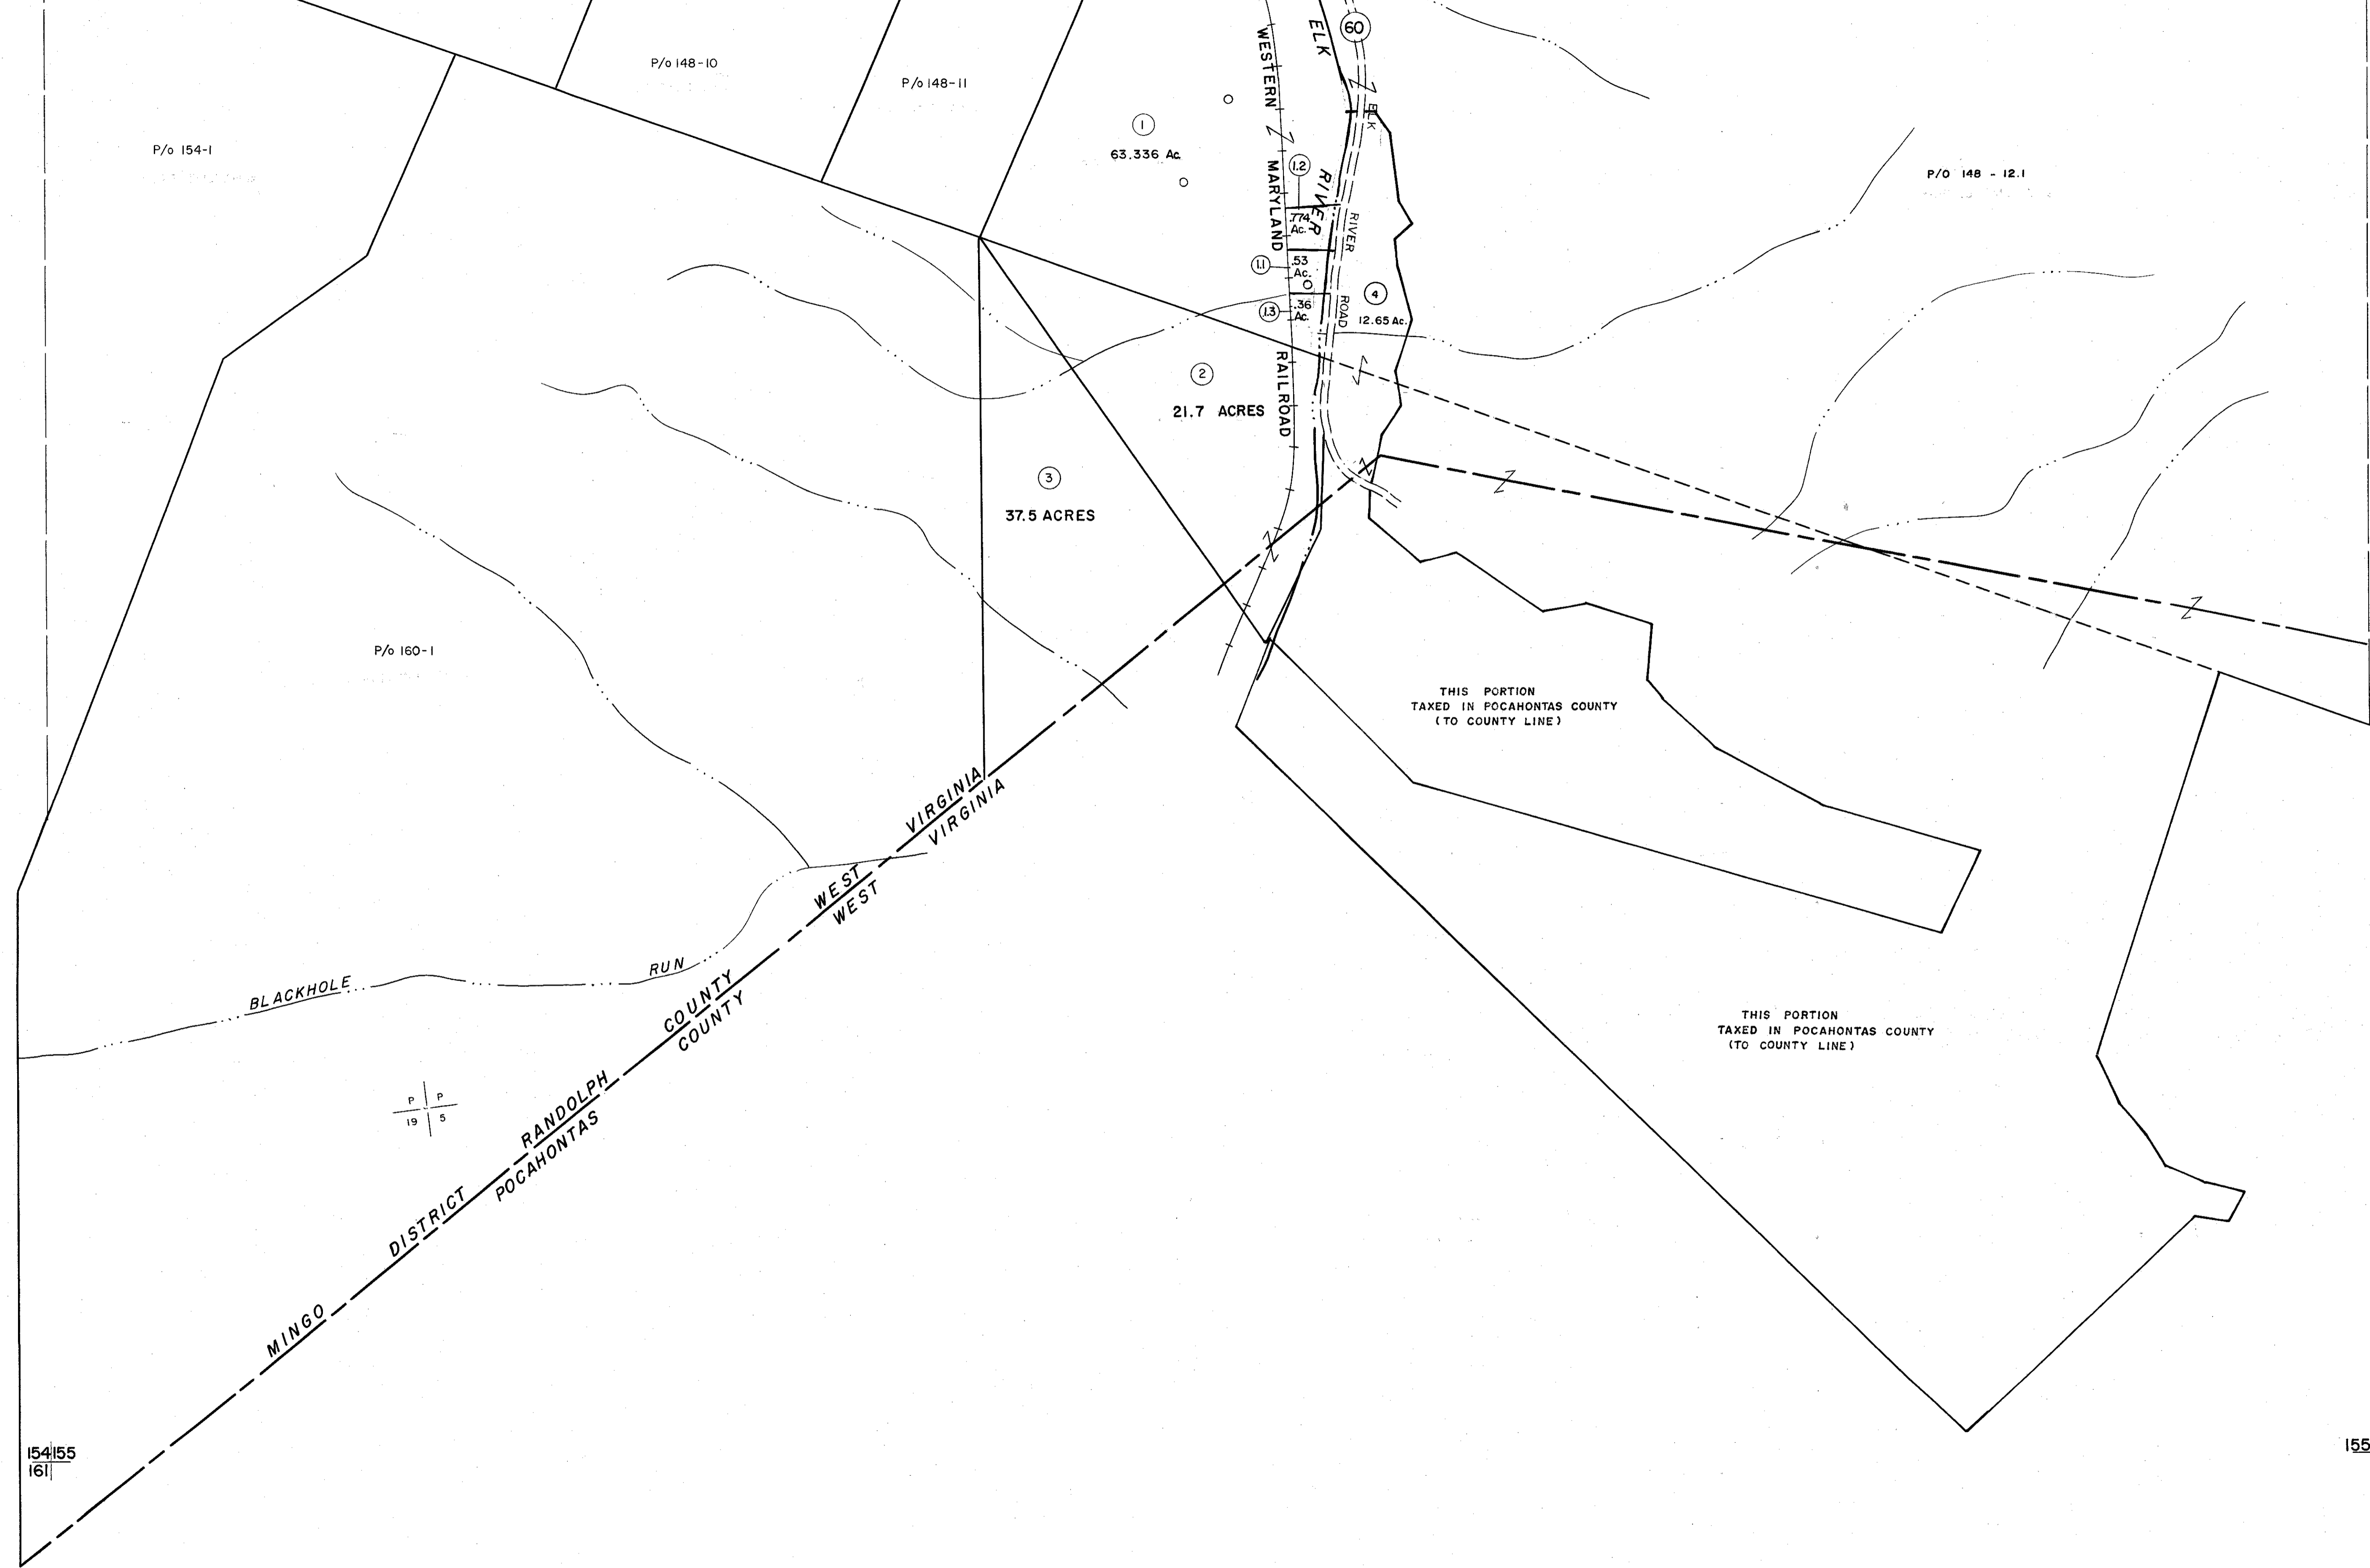 60
ELK
WESTERN
P/o 148-10
P/o 148-11
ELK
1
63.336 Ac.
P/o 154-1
MARYLAND
1.2
RIVER
P/O 148 - 12.1
.774
Ac.
RIVER
1.1
.53
Ac.
4
12.65 Ac.
1.3
.36
Ac.
ROAD
RAILROAD
2
21.7 ACRES
3
37.5 ACRES
P/o 160-1
THIS PORTION
TAXED IN POCAHONTAS COUNTY
(TO COUNTY LINE)
BLACKHOLE RUN
MINGO DISTRICT RANDOLPH COUNTY WEST VIRGINIA
POCAHONTAS COUNTY WEST VIRGINIA
THIS PORTION
TAXED IN POCAHONTAS COUNTY
(TO COUNTY LINE)
P P
19 5
154 155
161
155